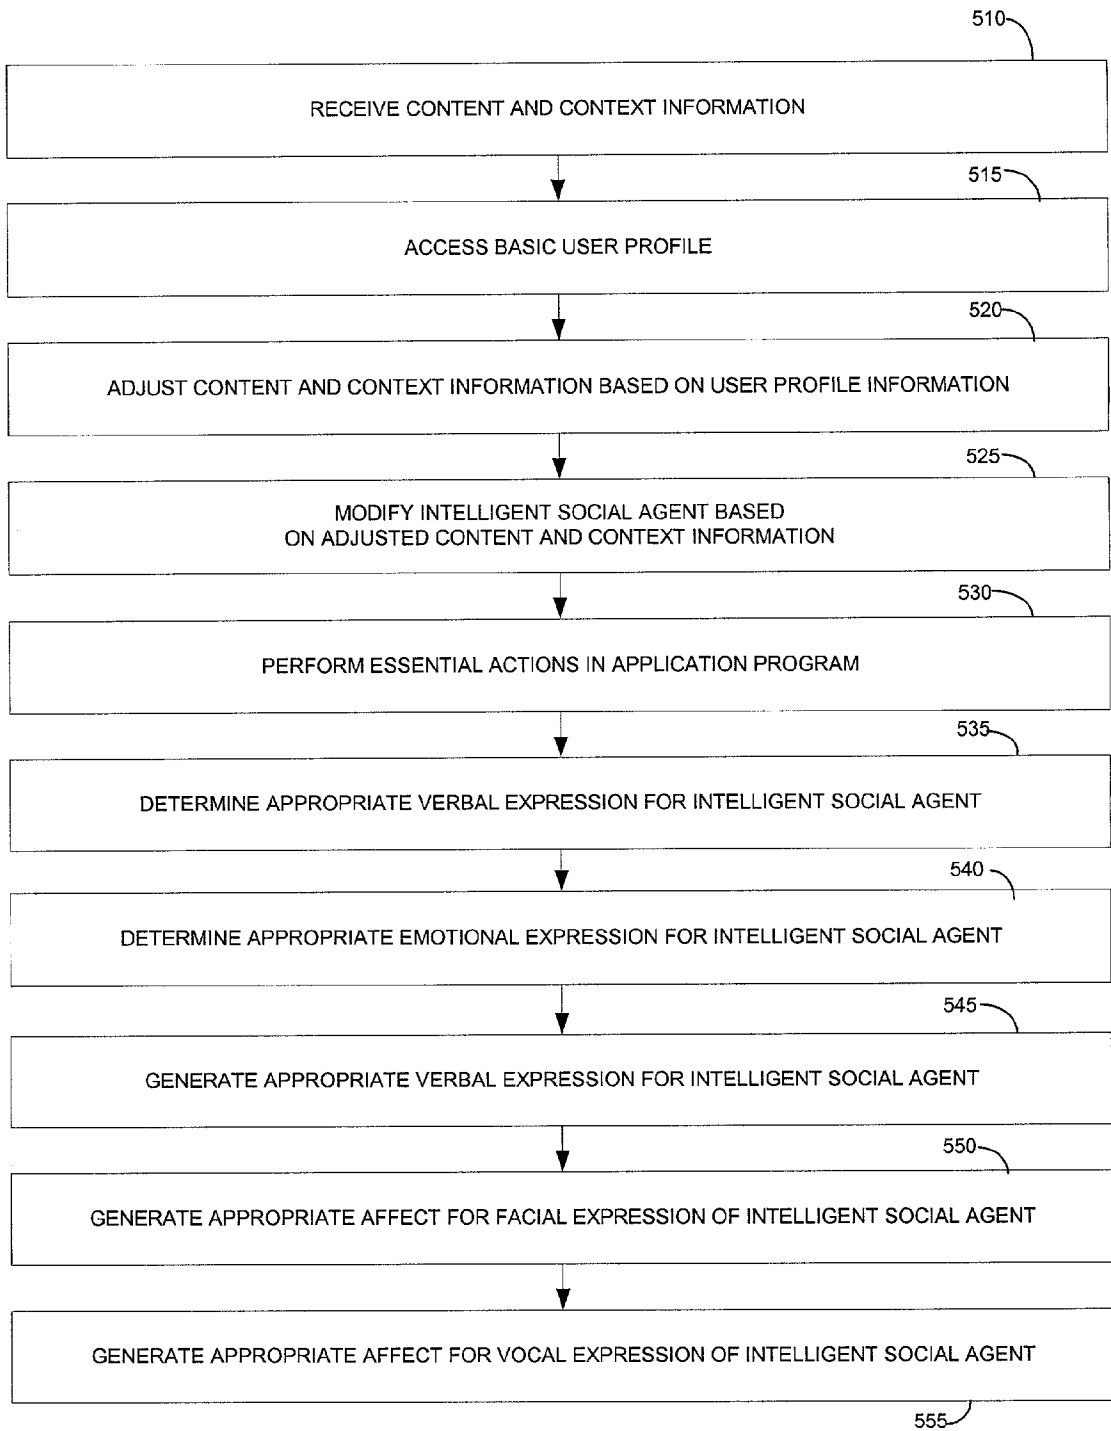 510
RECEIVE CONTENT AND CONTEXT INFORMATION
515
ACCESS BASIC USER PROFILE
520
ADJUST CONTENT AND CONTEXT INFORMATION BASED ON USER PROFILE INFORMATION
525
MODIFY INTELLIGENT SOCIAL AGENT BASED
ON ADJUSTED CONTENT AND CONTEXT INFORMATION
530
PERFORM ESSENTIAL ACTIONS IN APPLICATION PROGRAM
535
DETERMINE APPROPRIATE VERBAL EXPRESSION FOR INTELLIGENT SOCIAL AGENT
540
DETERMINE APPROPRIATE EMOTIONAL EXPRESSION FOR INTELLIGENT SOCIAL AGENT
545
GENERATE APPROPRIATE VERBAL EXPRESSION FOR INTELLIGENT SOCIAL AGENT
550
GENERATE APPROPRIATE AFFECT FOR FACIAL EXPRESSION OF INTELLIGENT SOCIAL AGENT
GENERATE APPROPRIATE AFFECT FOR VOCAL EXPRESSION OF INTELLIGENT SOCIAL AGENT
555